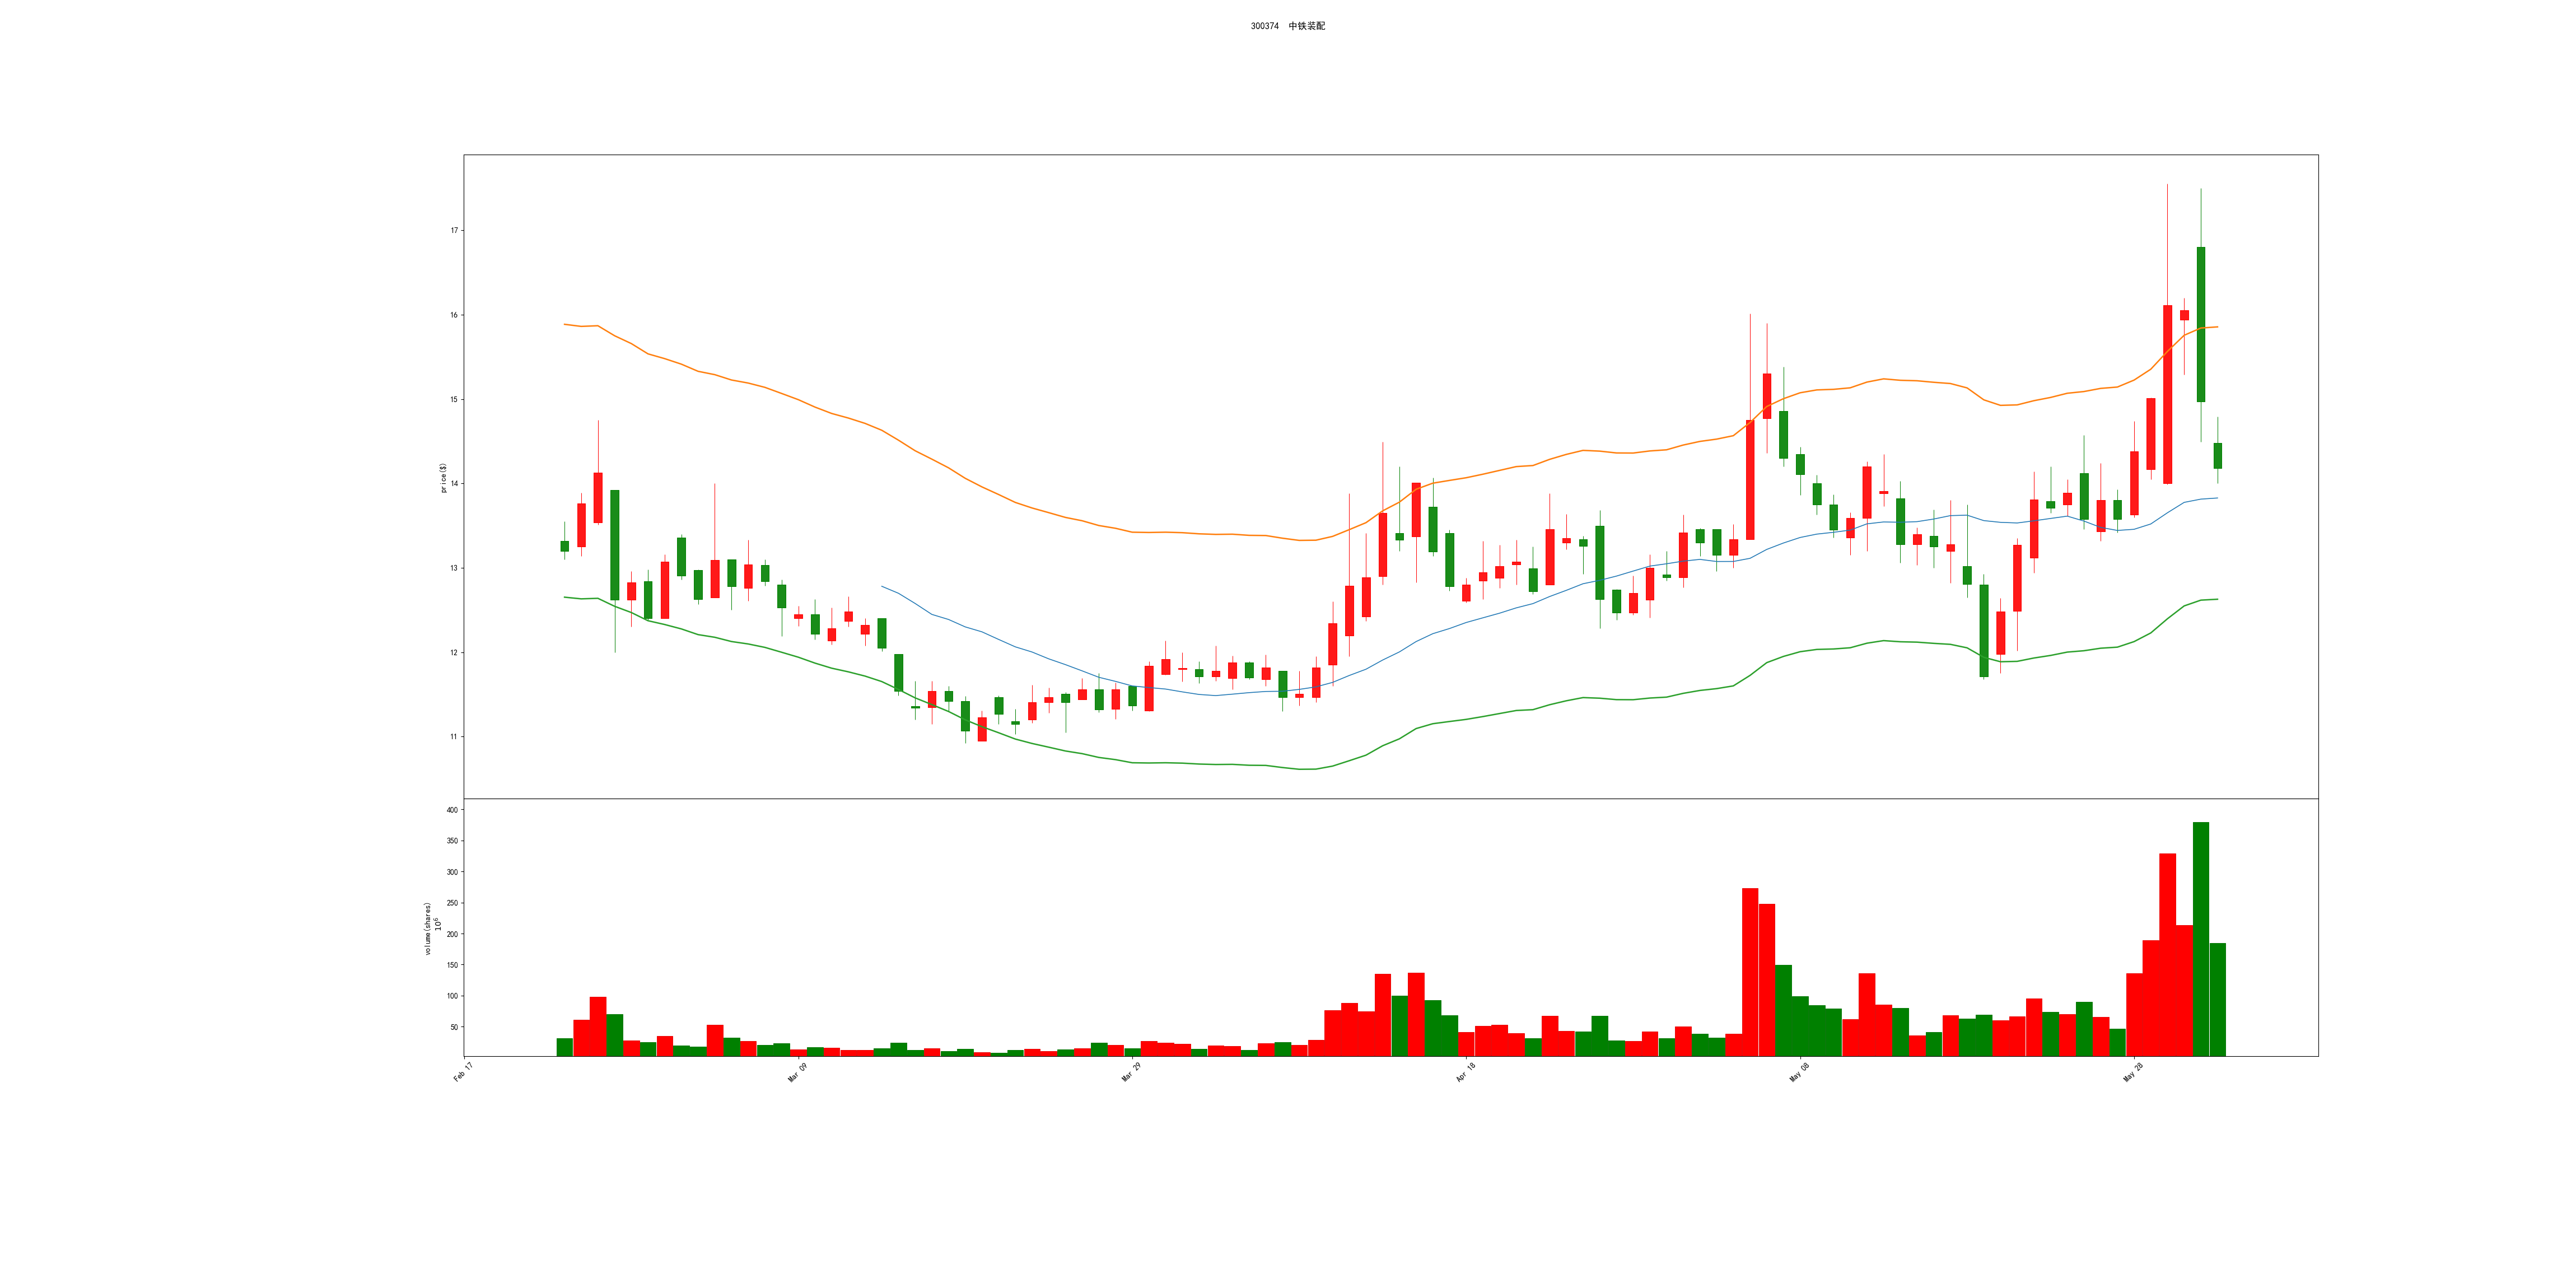 300374 中铁装配
17
16
15
14
13
12
11
price($)
400
350
300
250
200
150
100
50
volume(shares)
10^6
Feb 17
Mar 09
Mar 29
Apr 18
May 08
May 28